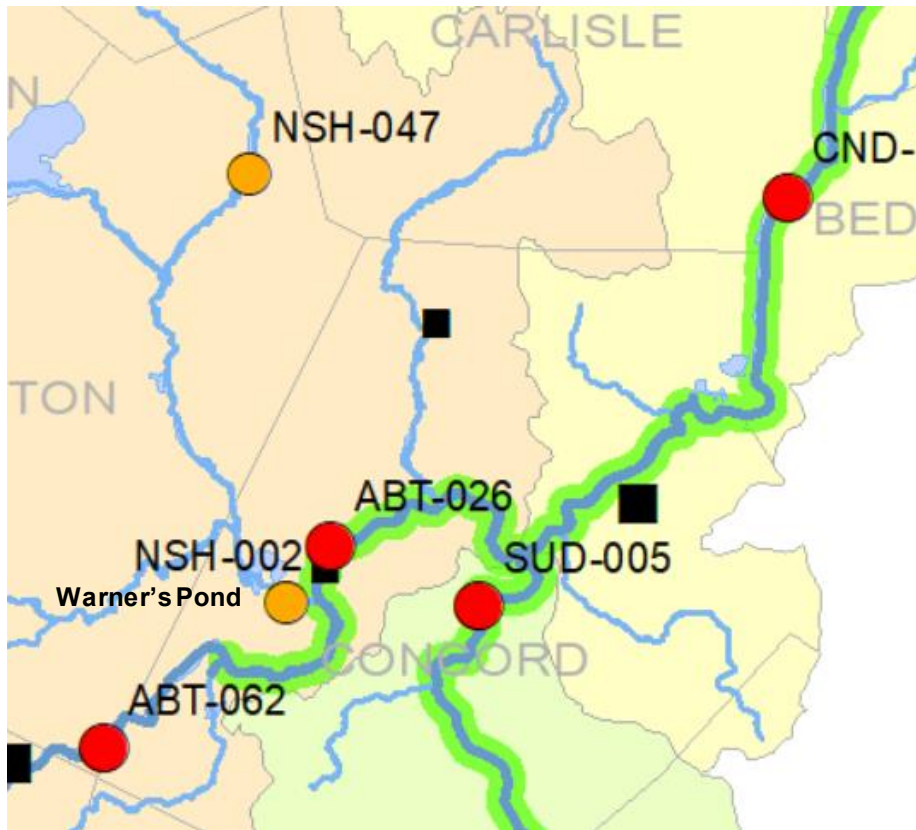 CARLISLE
N
NSH-047
CND-
BED
TON
ABT-026
NSH-002
SUD-005
Warner's Pond
CONCORD
ABT-062